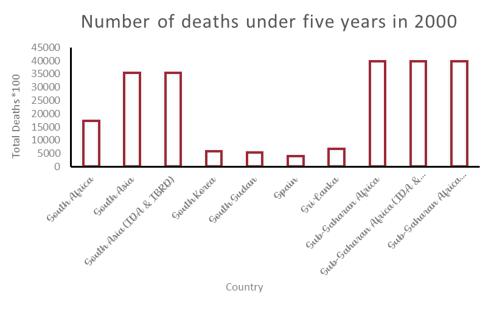 Number of deaths under five years in 2000
Total Deaths *100
45000
40000
35000
30000
25000
20000
15000
10000
5000
0
South Africa
South Asia
South Asia (IDA & IBRD)
South Korea
South Sudan
Spain
Sri-Lanka
Sub-Saharan Africa
Sub-Saharan Africa (IDA &...
Sub-Saharan Africa...
Country